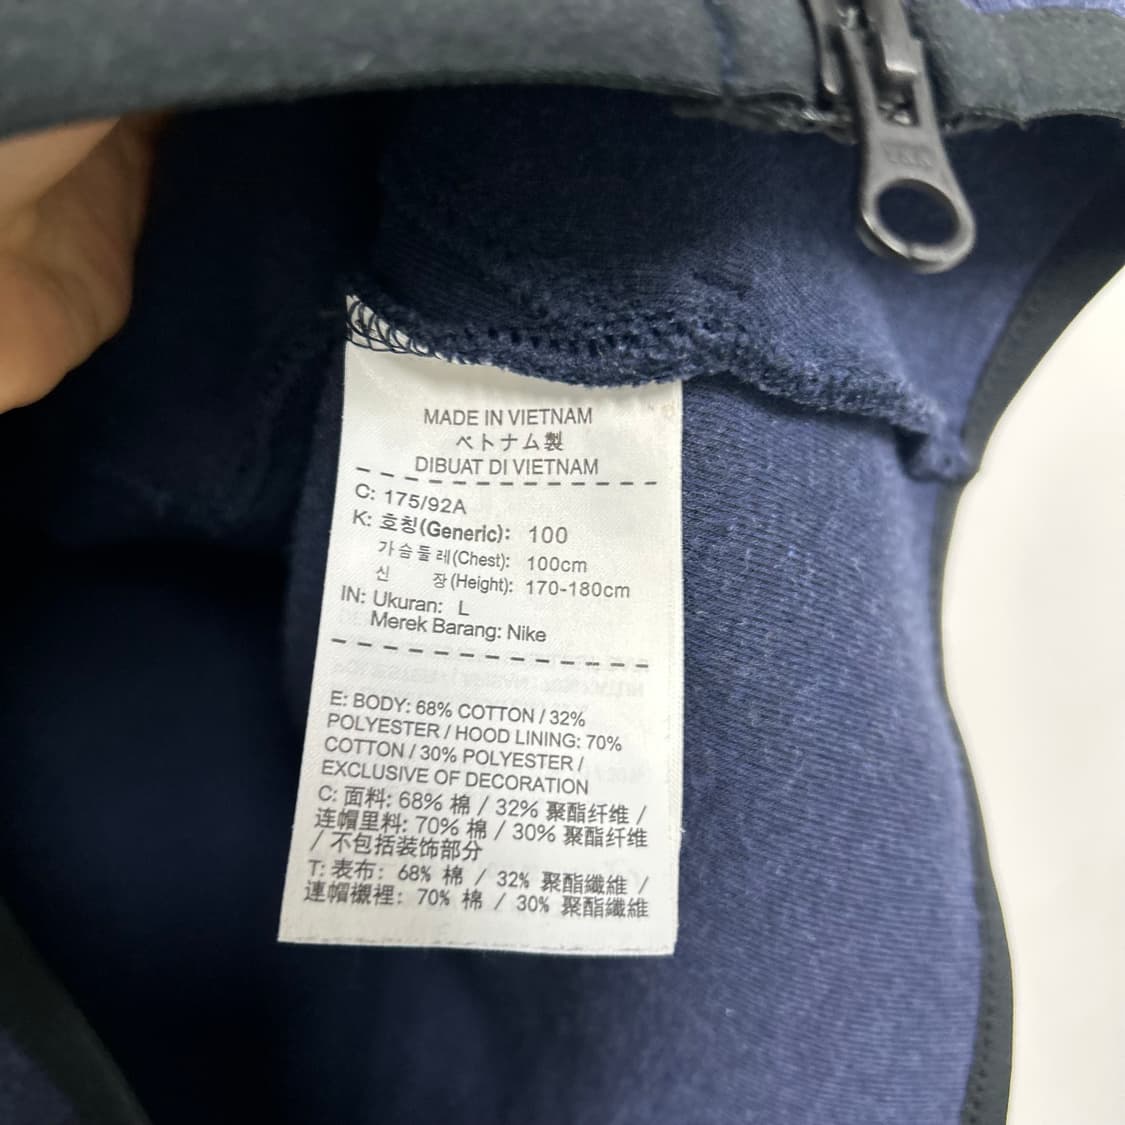 MADE IN VIETNAM
ベトナム製
DIBUAT DI VIETNAM
C: 175/92A
K: 호칭(Generic): 100
가슴둘레(Chest): 100cm
신 장(Height): 170-180cm
IN: Ukuran: L
Merek Barang: Nike
E: BODY: 68% COTTON / 32%
POLYESTER / HOOD LINING: 70%
COTTON / 30% POLYESTER /
EXCLUSIVE OF DECORATION
C: 面料: 68% 棉 / 32% 聚酯纤维 /
连帽里料: 70% 棉 / 30% 聚酯纤维
/ 不包括装饰部分
T: 表布: 68% 棉 / 32% 聚酯纖維 /
連帽襯裡: 70% 棉 / 30% 聚酯纖維